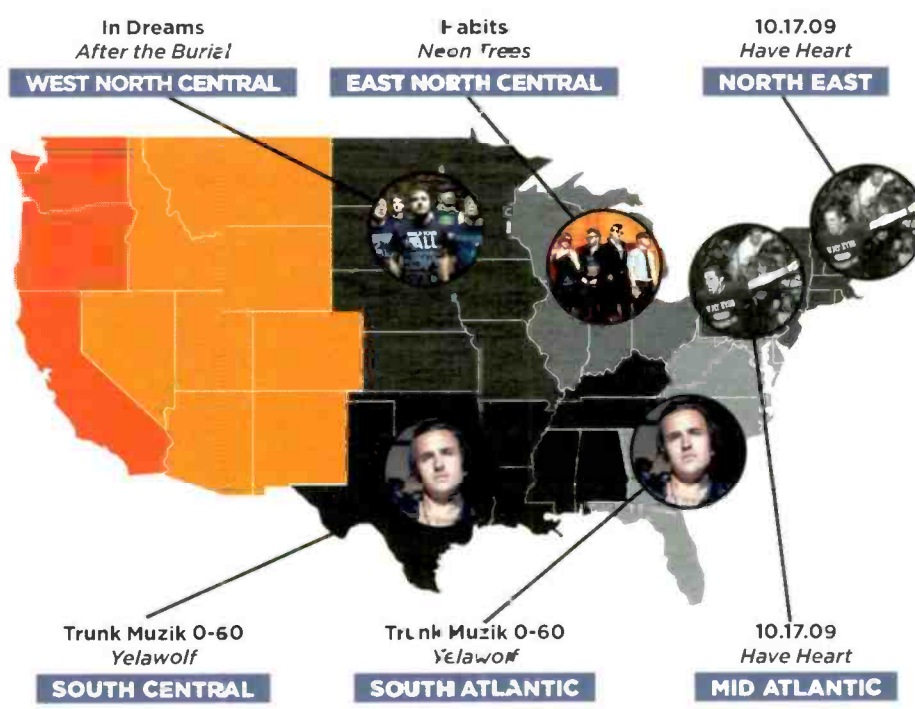 In Dreams
After the Burial
WEST NORTH CENTRAL
Habits
Neon Trees
EAST NORTH CENTRAL
10.17.09
Have Heart
NORTH EAST
Trunk Muzik 0-60
Yelawolf
SOUTH CENTRAL
Trunk Muzik 0-60
Yelawolf
SOUTH ATLANTIC
10.17.09
Have Heart
MID ATLANTIC